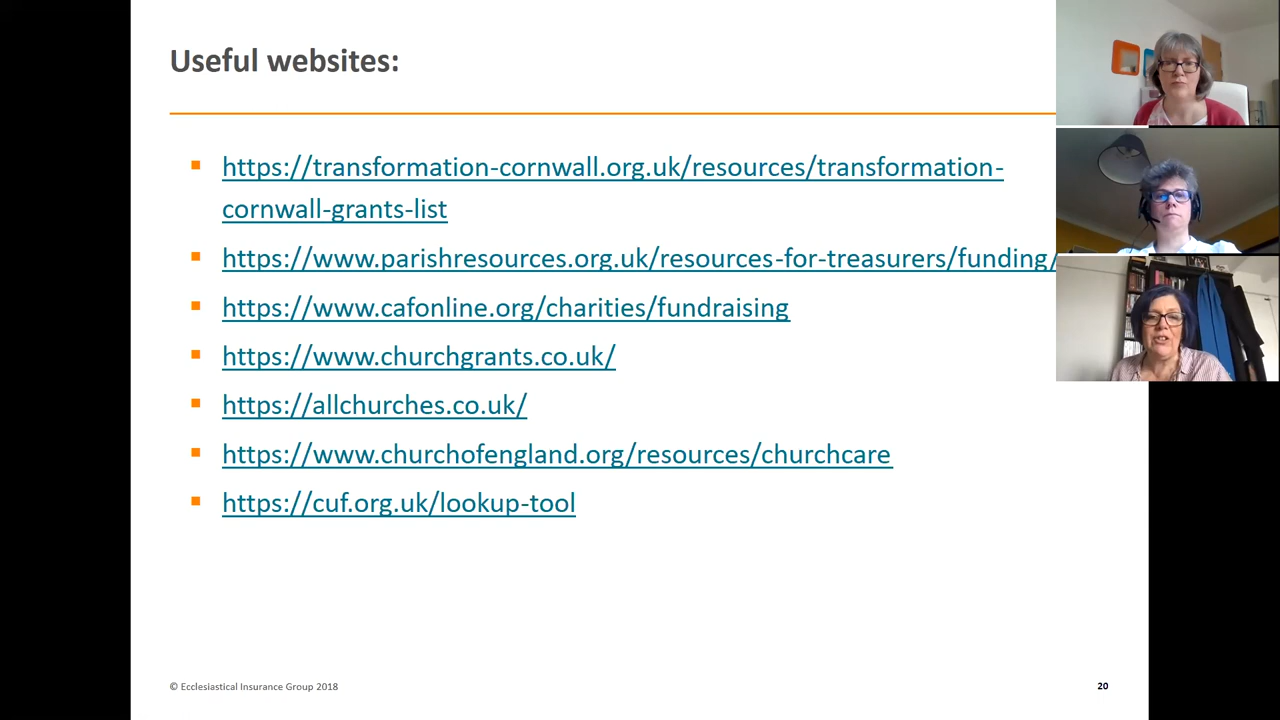 Useful websites:
https://transformation-cornwall.org.uk/resources/transformation-
cornwall-grants-list
https://www.parishresources.org.uk/resources-for-treasurers/funding/
https://www.cafonline.org/charities/fundraising
https://www.churchgrants.co.uk/
https://allchurches.co.uk/
https://www.churchofengland.org/resources/churchcare
https://cuf.org.uk/lookup-tool
© Ecclesiastical Insurance Group 2018
20